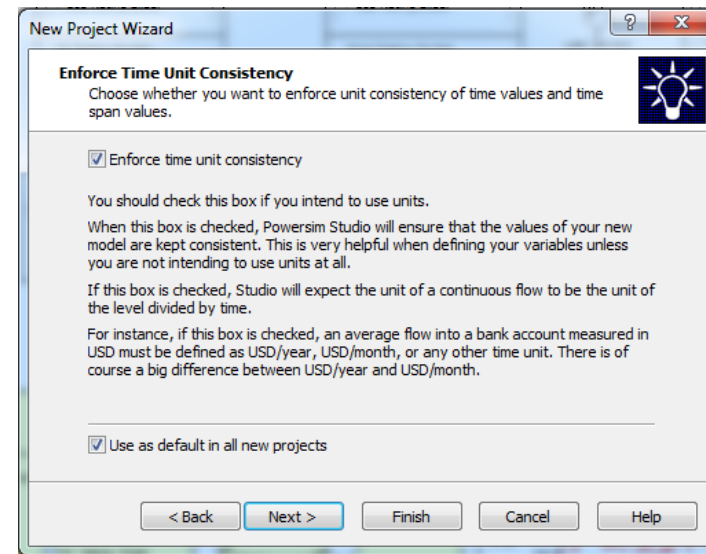 New Project Wizard
Enforce Time Unit Consistency
Choose whether you want to enforce unit consistency of time values and time
span values.
Enforce time unit consistency
You should check this box if you intend to use units.
When this box is checked, Powersim Studio will ensure that the values of your new
model are kept consistent. This is very helpful when defining your variables unless
you are not intending to use units at all.
If this box is checked, Studio will expect the unit of a continuous flow to be the unit of
the level divided by time.
For instance, if this box is checked, an average flow into a bank account measured in
USD must be defined as USD/year, USD/month, or any other time unit. There is of
course a big difference between USD/year and USD/month.
Use as default in all new projects
< Back Next > Finish Cancel Help